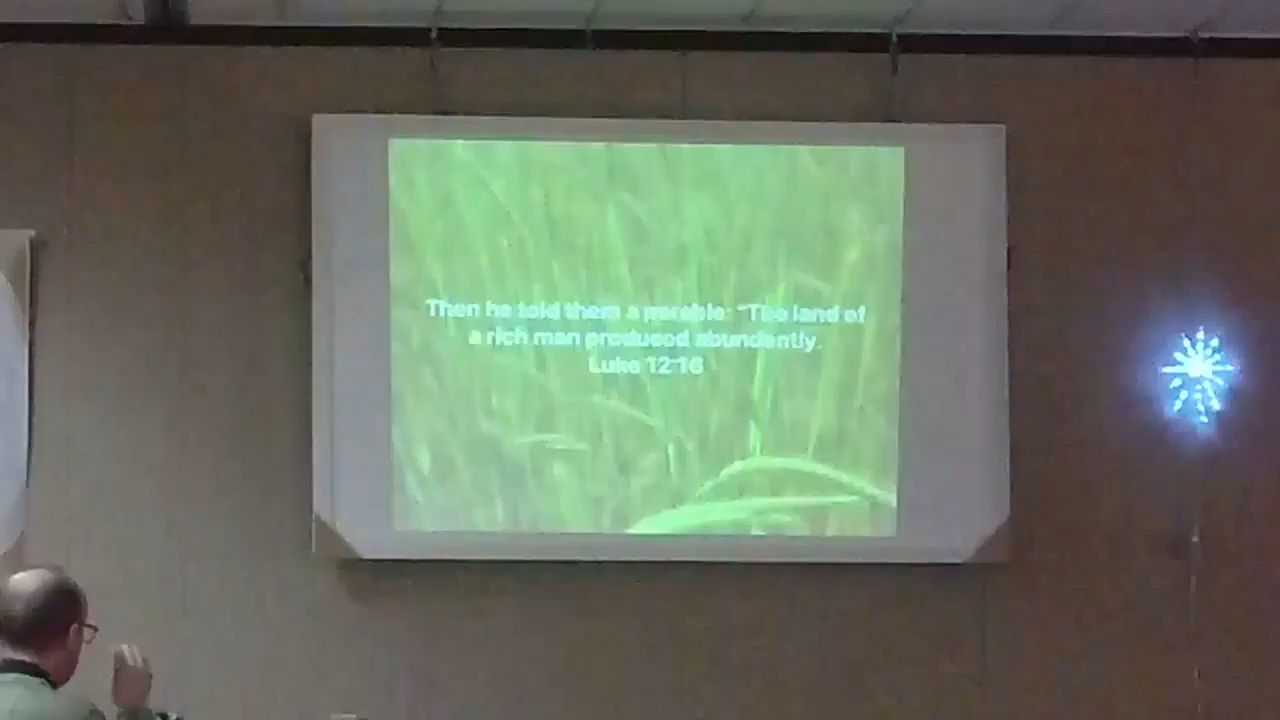 Then he told them a parable: "The land of
a rich man produced abundantly.
Luke 12:16